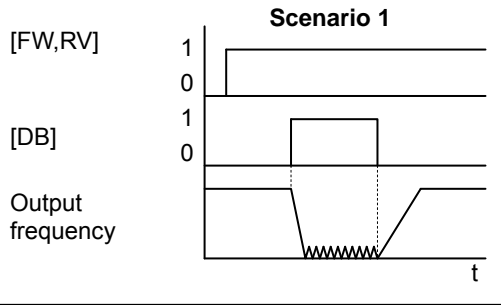 Scenario 1
[FW,RV]
1
0
[DB]
1
0
Output
frequency
t